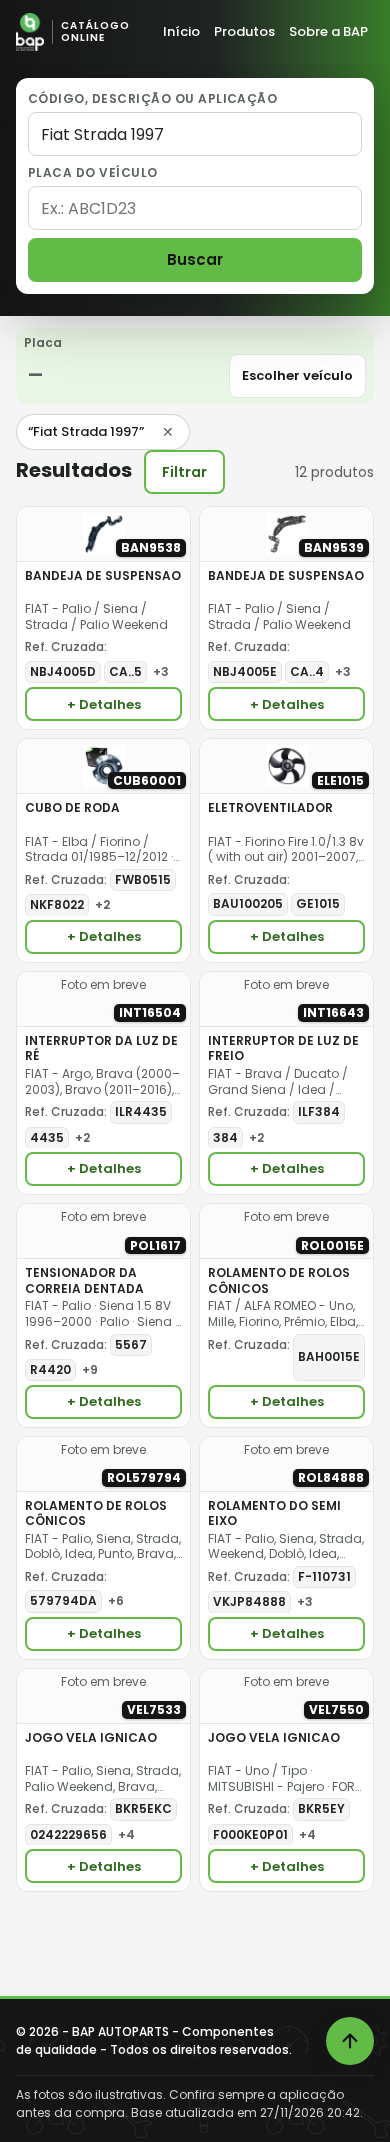 bap
CATÁLOGO
ONLINE
Início
Produtos
Sobre a BAP
CÓDIGO, DESCRIÇÃO OU APLICAÇÃO
Fiat Strada 1997
PLACA DO VEÍCULO
Ex.: ABC1D23
Buscar
Placa
—
Escolher veículo
“Fiat Strada 1997” ×
Resultados
Filtrar
12 produtos
BAN9538
BANDEJA DE SUSPENSAO
FIAT - Palio / Siena /
Strada / Palio Weekend
Ref. Cruzada:
NBJ4005D CA..5 +3
+ Detalhes
BAN9539
BANDEJA DE SUSPENSAO
FIAT - Palio / Siena /
Strada / Palio Weekend
Ref. Cruzada:
NBJ4005E CA..4 +3
+ Detalhes
CUB60001
CUBO DE RODA
FIAT - Elba / Fiorino /
Strada 01/1985–12/2012 ·…
Ref. Cruzada: FWB0515
NKF8022 +2
+ Detalhes
ELE1015
ELETROVENTILADOR
FIAT - Fiorino Fire 1.0/1.3 8v
( with out air) 2001–2007,…
Ref. Cruzada:
BAU100205 GE1015
+ Detalhes
Foto em breve
INT16504
INTERRUPTOR DA LUZ DE
RÉ
FIAT - Argo, Brava (2000–
2003), Bravo (2011–2016),…
Ref. Cruzada: ILR4435
4435 +2
+ Detalhes
Foto em breve
INT16643
INTERRUPTOR DE LUZ DE
FREIO
FIAT - Brava / Ducato /
Grand Siena / Idea /…
Ref. Cruzada: ILF384
384 +2
+ Detalhes
Foto em breve
POL1617
TENSIONADOR DA
CORREIA DENTADA
FIAT - Palio · Siena 1.5 8V
1996–2000 · Palio · Siena …
Ref. Cruzada: 5567
R4420 +9
+ Detalhes
Foto em breve
ROL0015E
ROLAMENTO DE ROLOS
CÔNICOS
FIAT / ALFA ROMEO - Uno,
Mille, Fiorino, Prêmio, Elba,…
Ref. Cruzada: BAH0015E
+ Detalhes
Foto em breve
ROL579794
ROLAMENTO DE ROLOS
CÔNICOS
FIAT - Palio, Siena, Strada,
Doblò, Idea, Punto, Brava,…
Ref. Cruzada:
579794DA +6
+ Detalhes
Foto em breve
ROL84888
ROLAMENTO DO SEMI
EIXO
FIAT - Palio, Siena, Strada,
Weekend, Doblò, Idea,…
Ref. Cruzada: F-110731
VKJP84888 +3
+ Detalhes
Foto em breve
VEL7533
JOGO VELA IGNICAO
FIAT - Palio, Siena, Strada,
Palio Weekend, Brava,…
Ref. Cruzada: BKR5EKC
0242229656 +4
+ Detalhes
Foto em breve
VEL7550
JOGO VELA IGNICAO
FIAT - Uno / Tipo ·
MITSUBISHI - Pajero · FOR…
Ref. Cruzada: BKR5EY
F000KE0P01 +4
+ Detalhes
© 2026 - BAP AUTOPARTS - Componentes
de qualidade - Todos os direitos reservados.
As fotos são ilustrativas. Confira sempre a aplicação
antes da compra. Base atualizada em 27/11/2026 20:42.